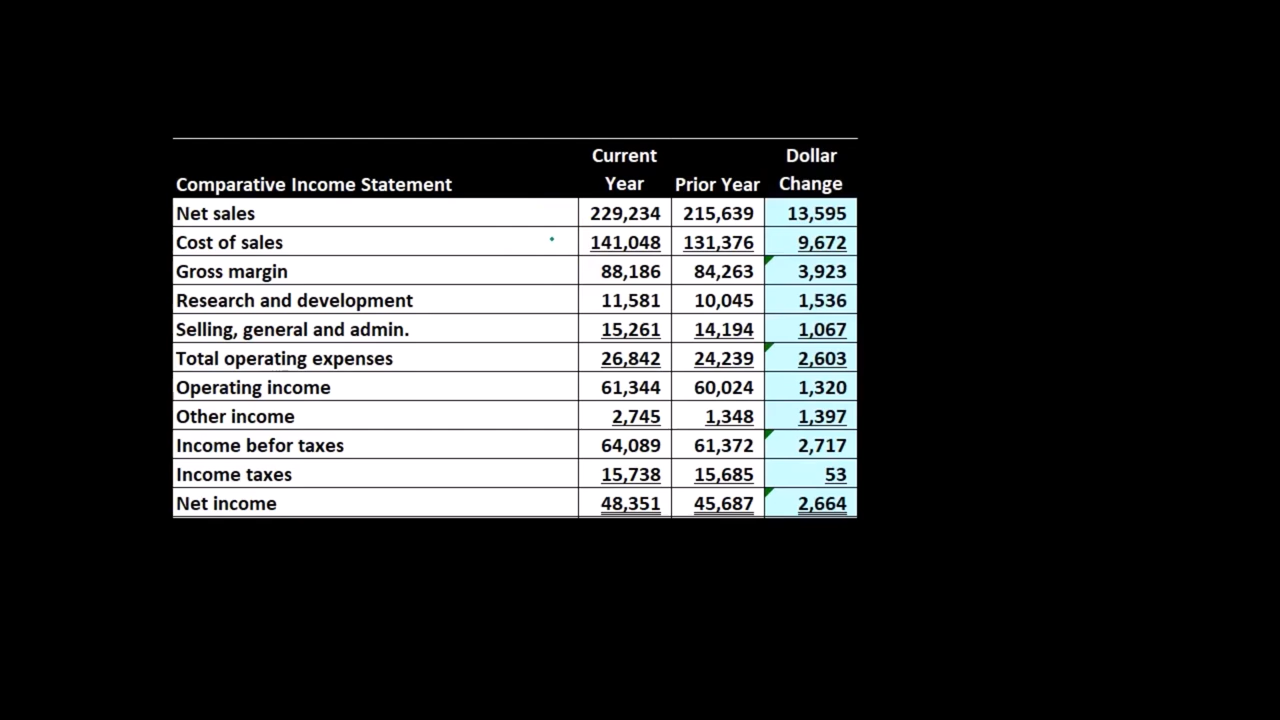 Current Dollar
Comparative Income Statement Year Prior Year Change
Net sales 229,234 215,639 13,595
Cost of sales 141,048 131,376 9,672
Gross margin 88,186 84,263 3,923
Research and development 11,581 10,045 1,536
Selling, general and admin. 15,261 14,194 1,067
Total operating expenses 26,842 24,239 2,603
Operating income 61,344 60,024 1,320
Other income 2,745 1,348 1,397
Income befor taxes 64,089 61,372 2,717
Income taxes 15,738 15,685 53
Net income 48,351 45,687 2,664